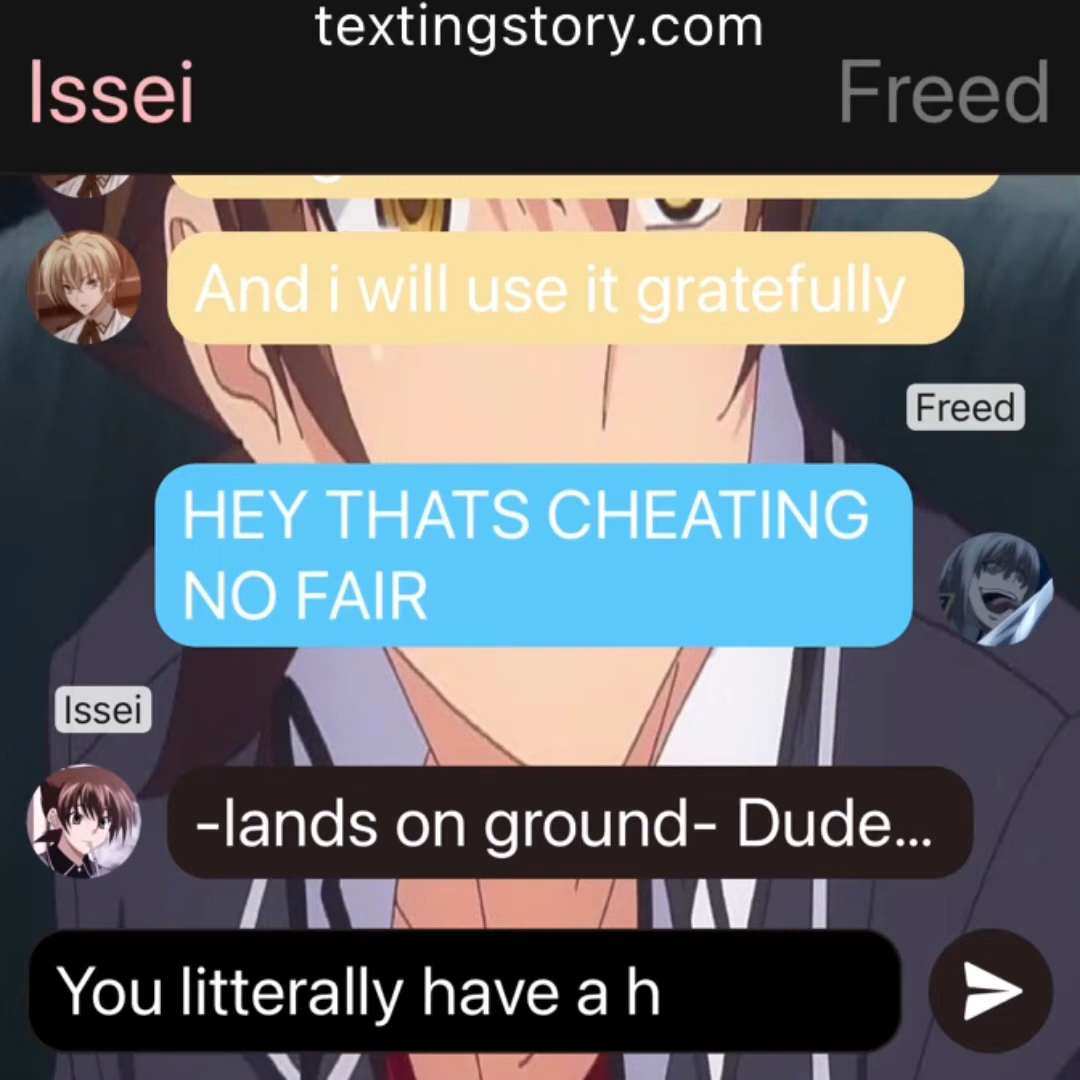 textingstory.com
Issei
Freed
And i will use it gratefully
Freed
HEY THATS CHEATING
NO FAIR
Issei
-lands on ground- Dude...
You litterally have a h